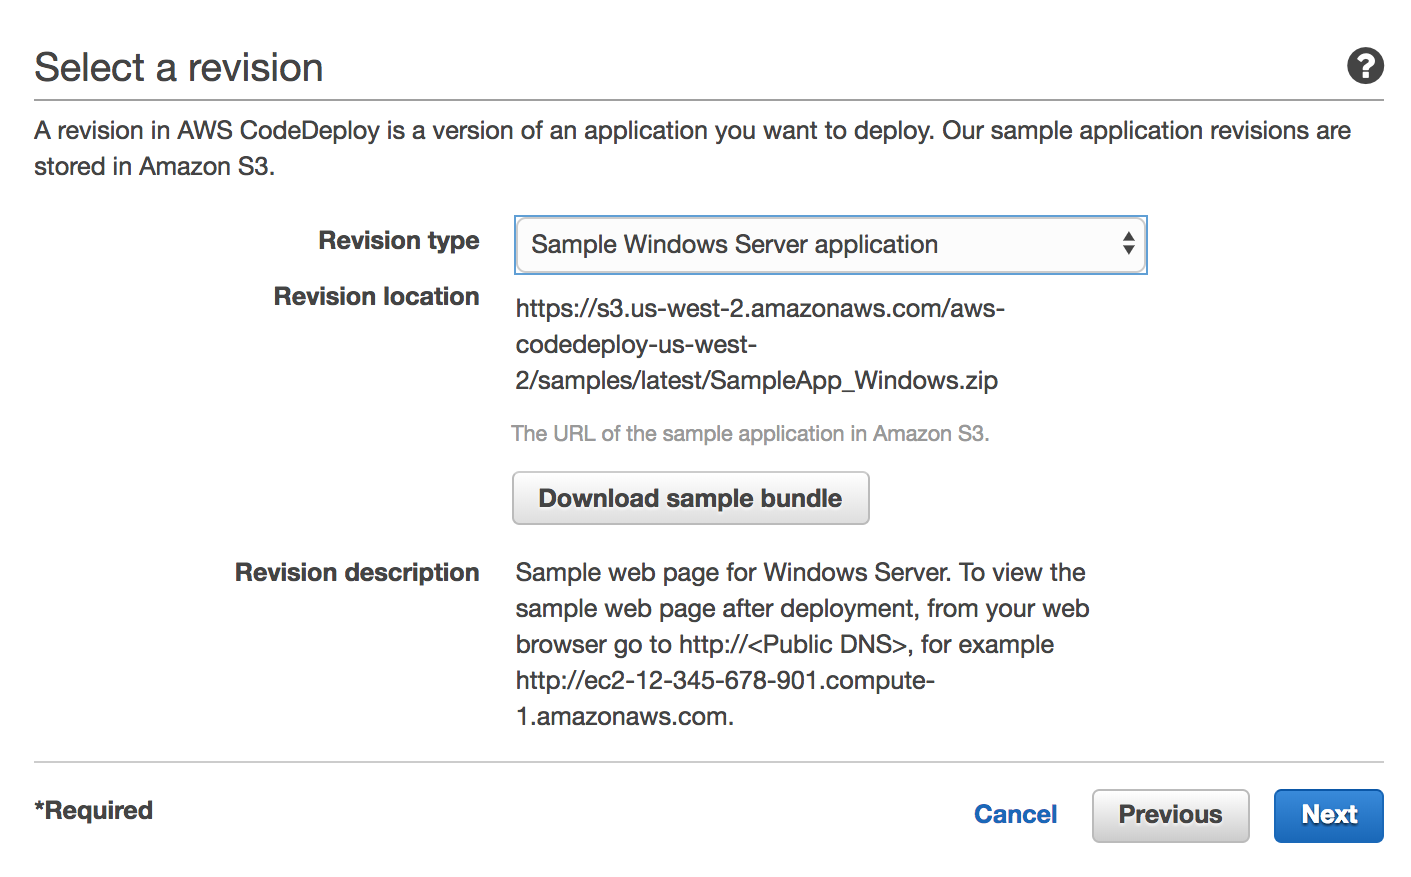 Select a revision
?
A revision in AWS CodeDeploy is a version of an application you want to deploy. Our sample application revisions are
stored in Amazon S3.
Revision type
Sample Windows Server application
Revision location
https://s3.us-west-2.amazonaws.com/aws-
codedeploy-us-west-
2/samples/latest/SampleApp_Windows.zip
The URL of the sample application in Amazon S3.
Download sample bundle
Revision description
Sample web page for Windows Server. To view the
sample web page after deployment, from your web
browser go to http://<Public DNS>, for example
http://ec2-12-345-678-901.compute-
1.amazonaws.com.
*Required
Cancel
Previous
Next